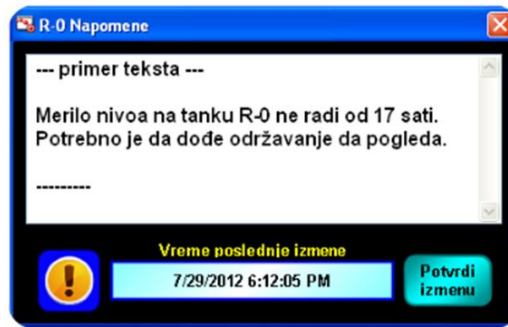 R-0 Napomene
--- primer teksta ---
Merilo nivoa na tanku R-0 ne radi od 17 sati.
Potrebno je da dođe održavanje da pogleda.
---------
Vreme poslednje izmene
7/29/2012 6:12:05 PM
Potvrdi
izmenu